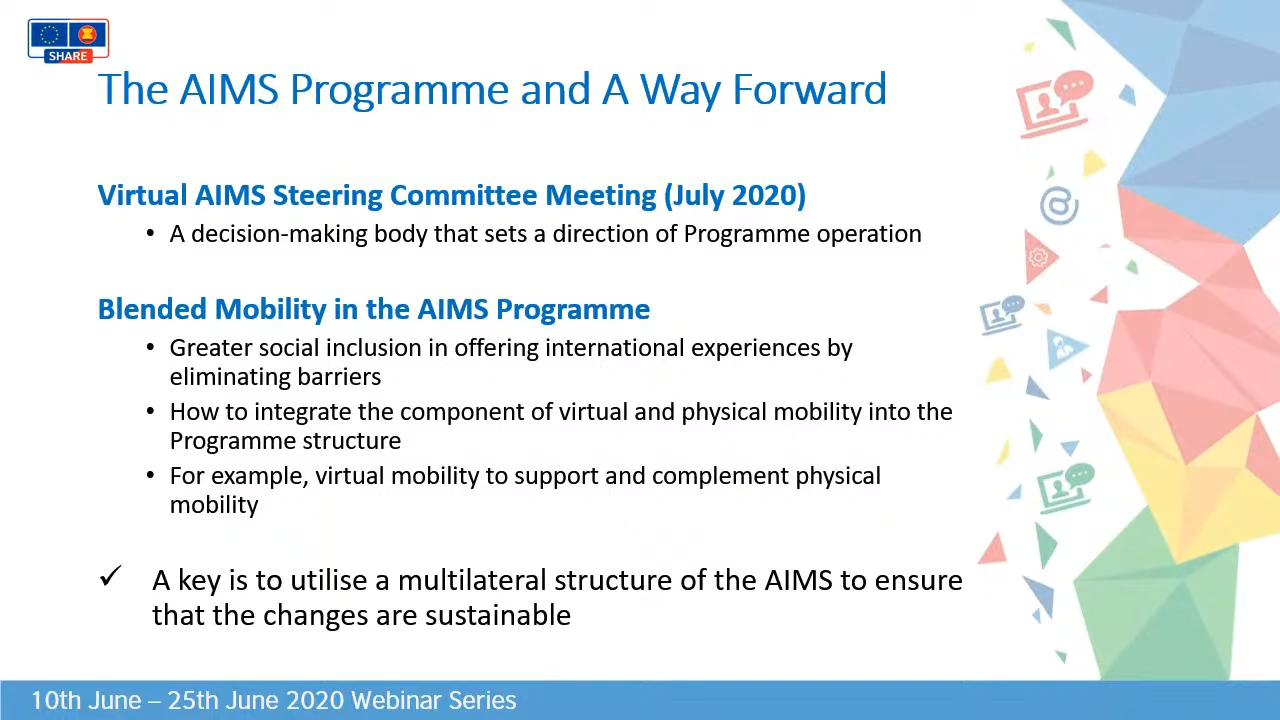 SHARE
The AIMS Programme and A Way Forward
Virtual AIMS Steering Committee Meeting (July 2020)
• A decision-making body that sets a direction of Programme operation
Blended Mobility in the AIMS Programme
• Greater social inclusion in offering international experiences by
eliminating barriers
• How to integrate the component of virtual and physical mobility into the
Programme structure
• For example, virtual mobility to support and complement physical
mobility
✓ A key is to utilise a multilateral structure of the AIMS to ensure
that the changes are sustainable
@
10th June – 25th June 2020 Webinar Series